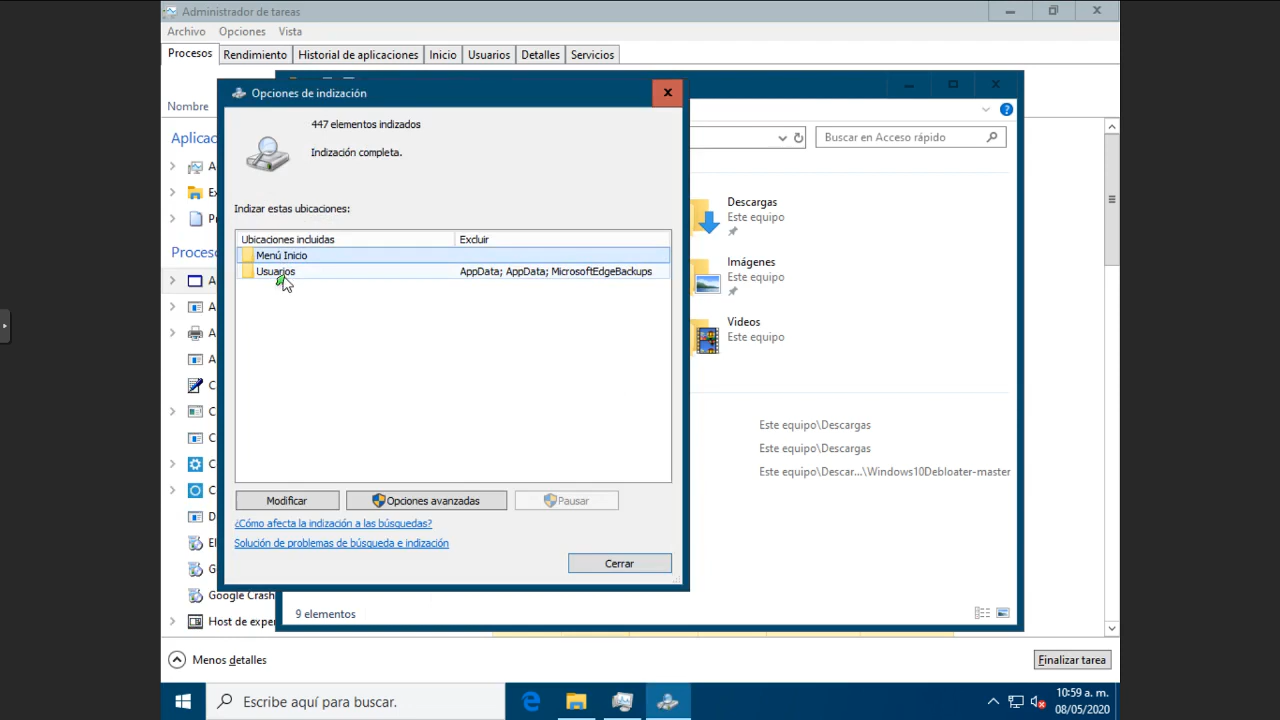 Administrador de tareas
Archivo Opciones Vista
Procesos Rendimiento Historial de aplicaciones Inicio Usuarios Detalles Servicios
Nombre
Aplicac
Proceso
Google Crash
Host de expe
Menos detalles
Finalizar tarea
Opciones de indización
447 elementos indizados
Indización completa.
Indizar estas ubicaciones:
Ubicaciones incluidas Excluir
Menú Inicio
Usuarios AppData; AppData; MicrosoftEdgeBackups
Modificar Opciones avanzadas Pausar
¿Cómo afecta la indización a las búsquedas?
Solución de problemas de búsqueda e indización
Cerrar
Buscar en Acceso rápido
Descargas
Este equipo
Imágenes
Este equipo
Videos
Este equipo
Este equipo\Descargas
Este equipo\Descargas
Este equipo\Descar...\Windows10Debloater-master
9 elementos
Escribe aquí para buscar.
10:59 a. m.
08/05/2020